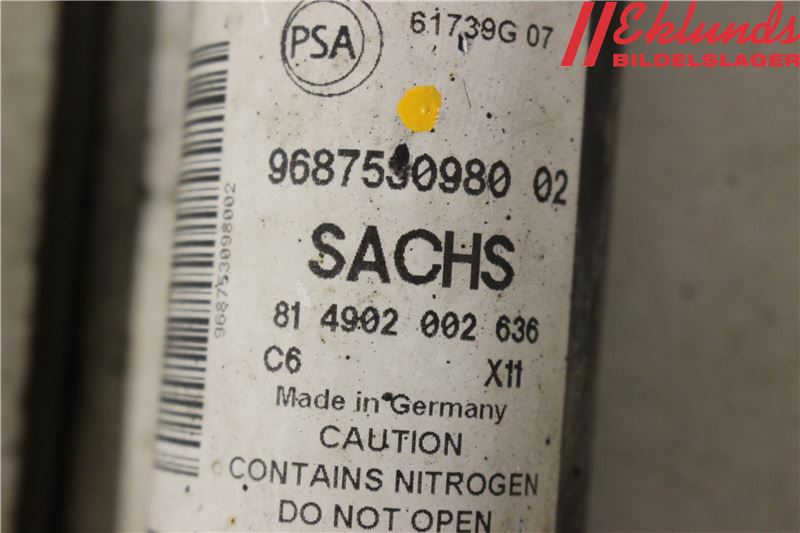 Eklunds
BILDELSLAGER
PSA
61739G 07
9687530980 02
SACHS
81 4902 002 636
C6 X11
Made in Germany
CAUTION
CONTAINS NITROGEN
DO NOT OPEN
968753098002